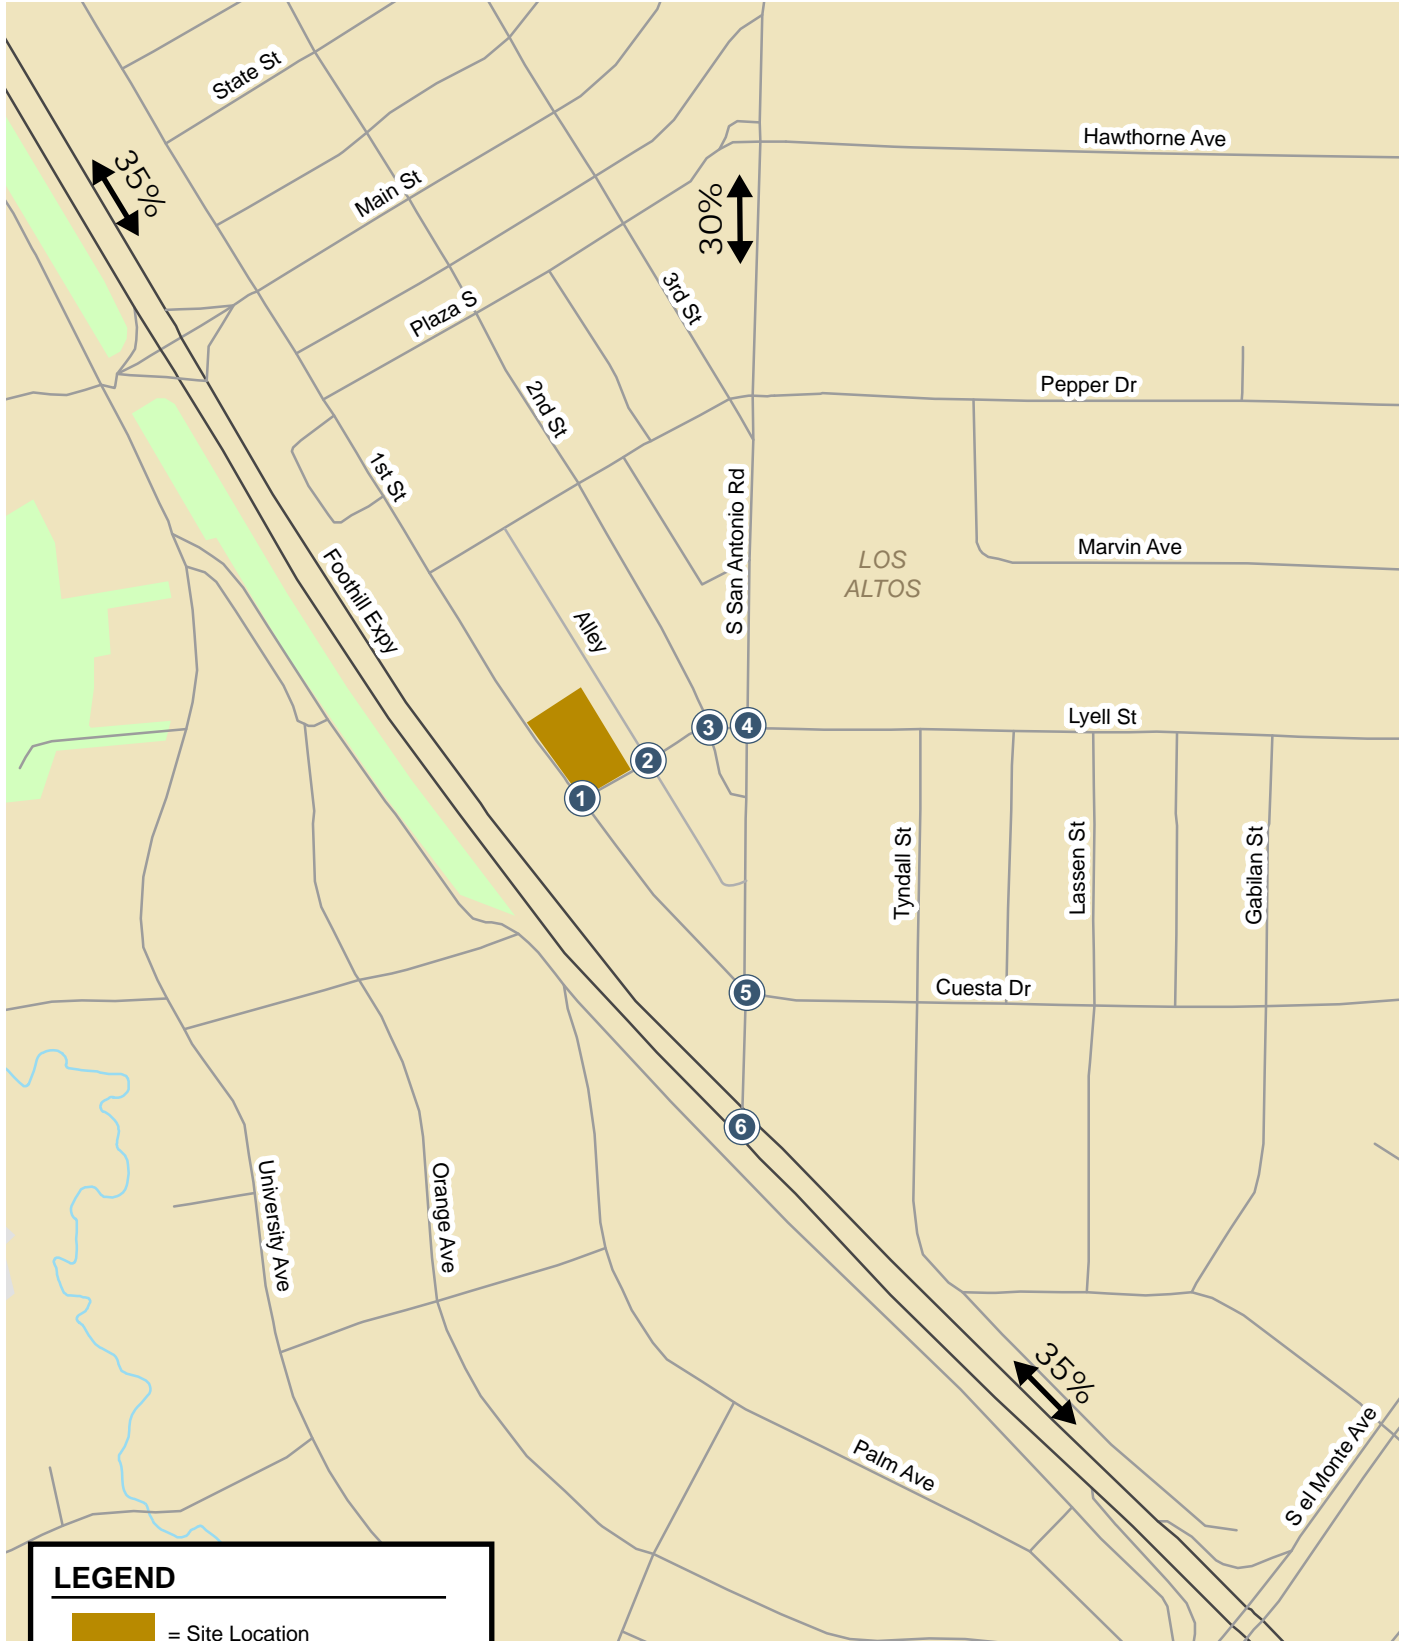 State St
35%
Main St
Hawthorne Ave
30%
3rd St
Plaza S
Pepper Dr
2nd St
1st St
S San Antonio Rd
Foothill Expy
Marvin Ave
LOS
ALTOS
Alley
Lyell St
3
4
2
1
Tyndall St
Lassen St
Gabilan St
5
Cuesta Dr
6
University Ave
Orange Ave
35%
Palm Ave
S el Monte Ave
LEGEND
= Site Location